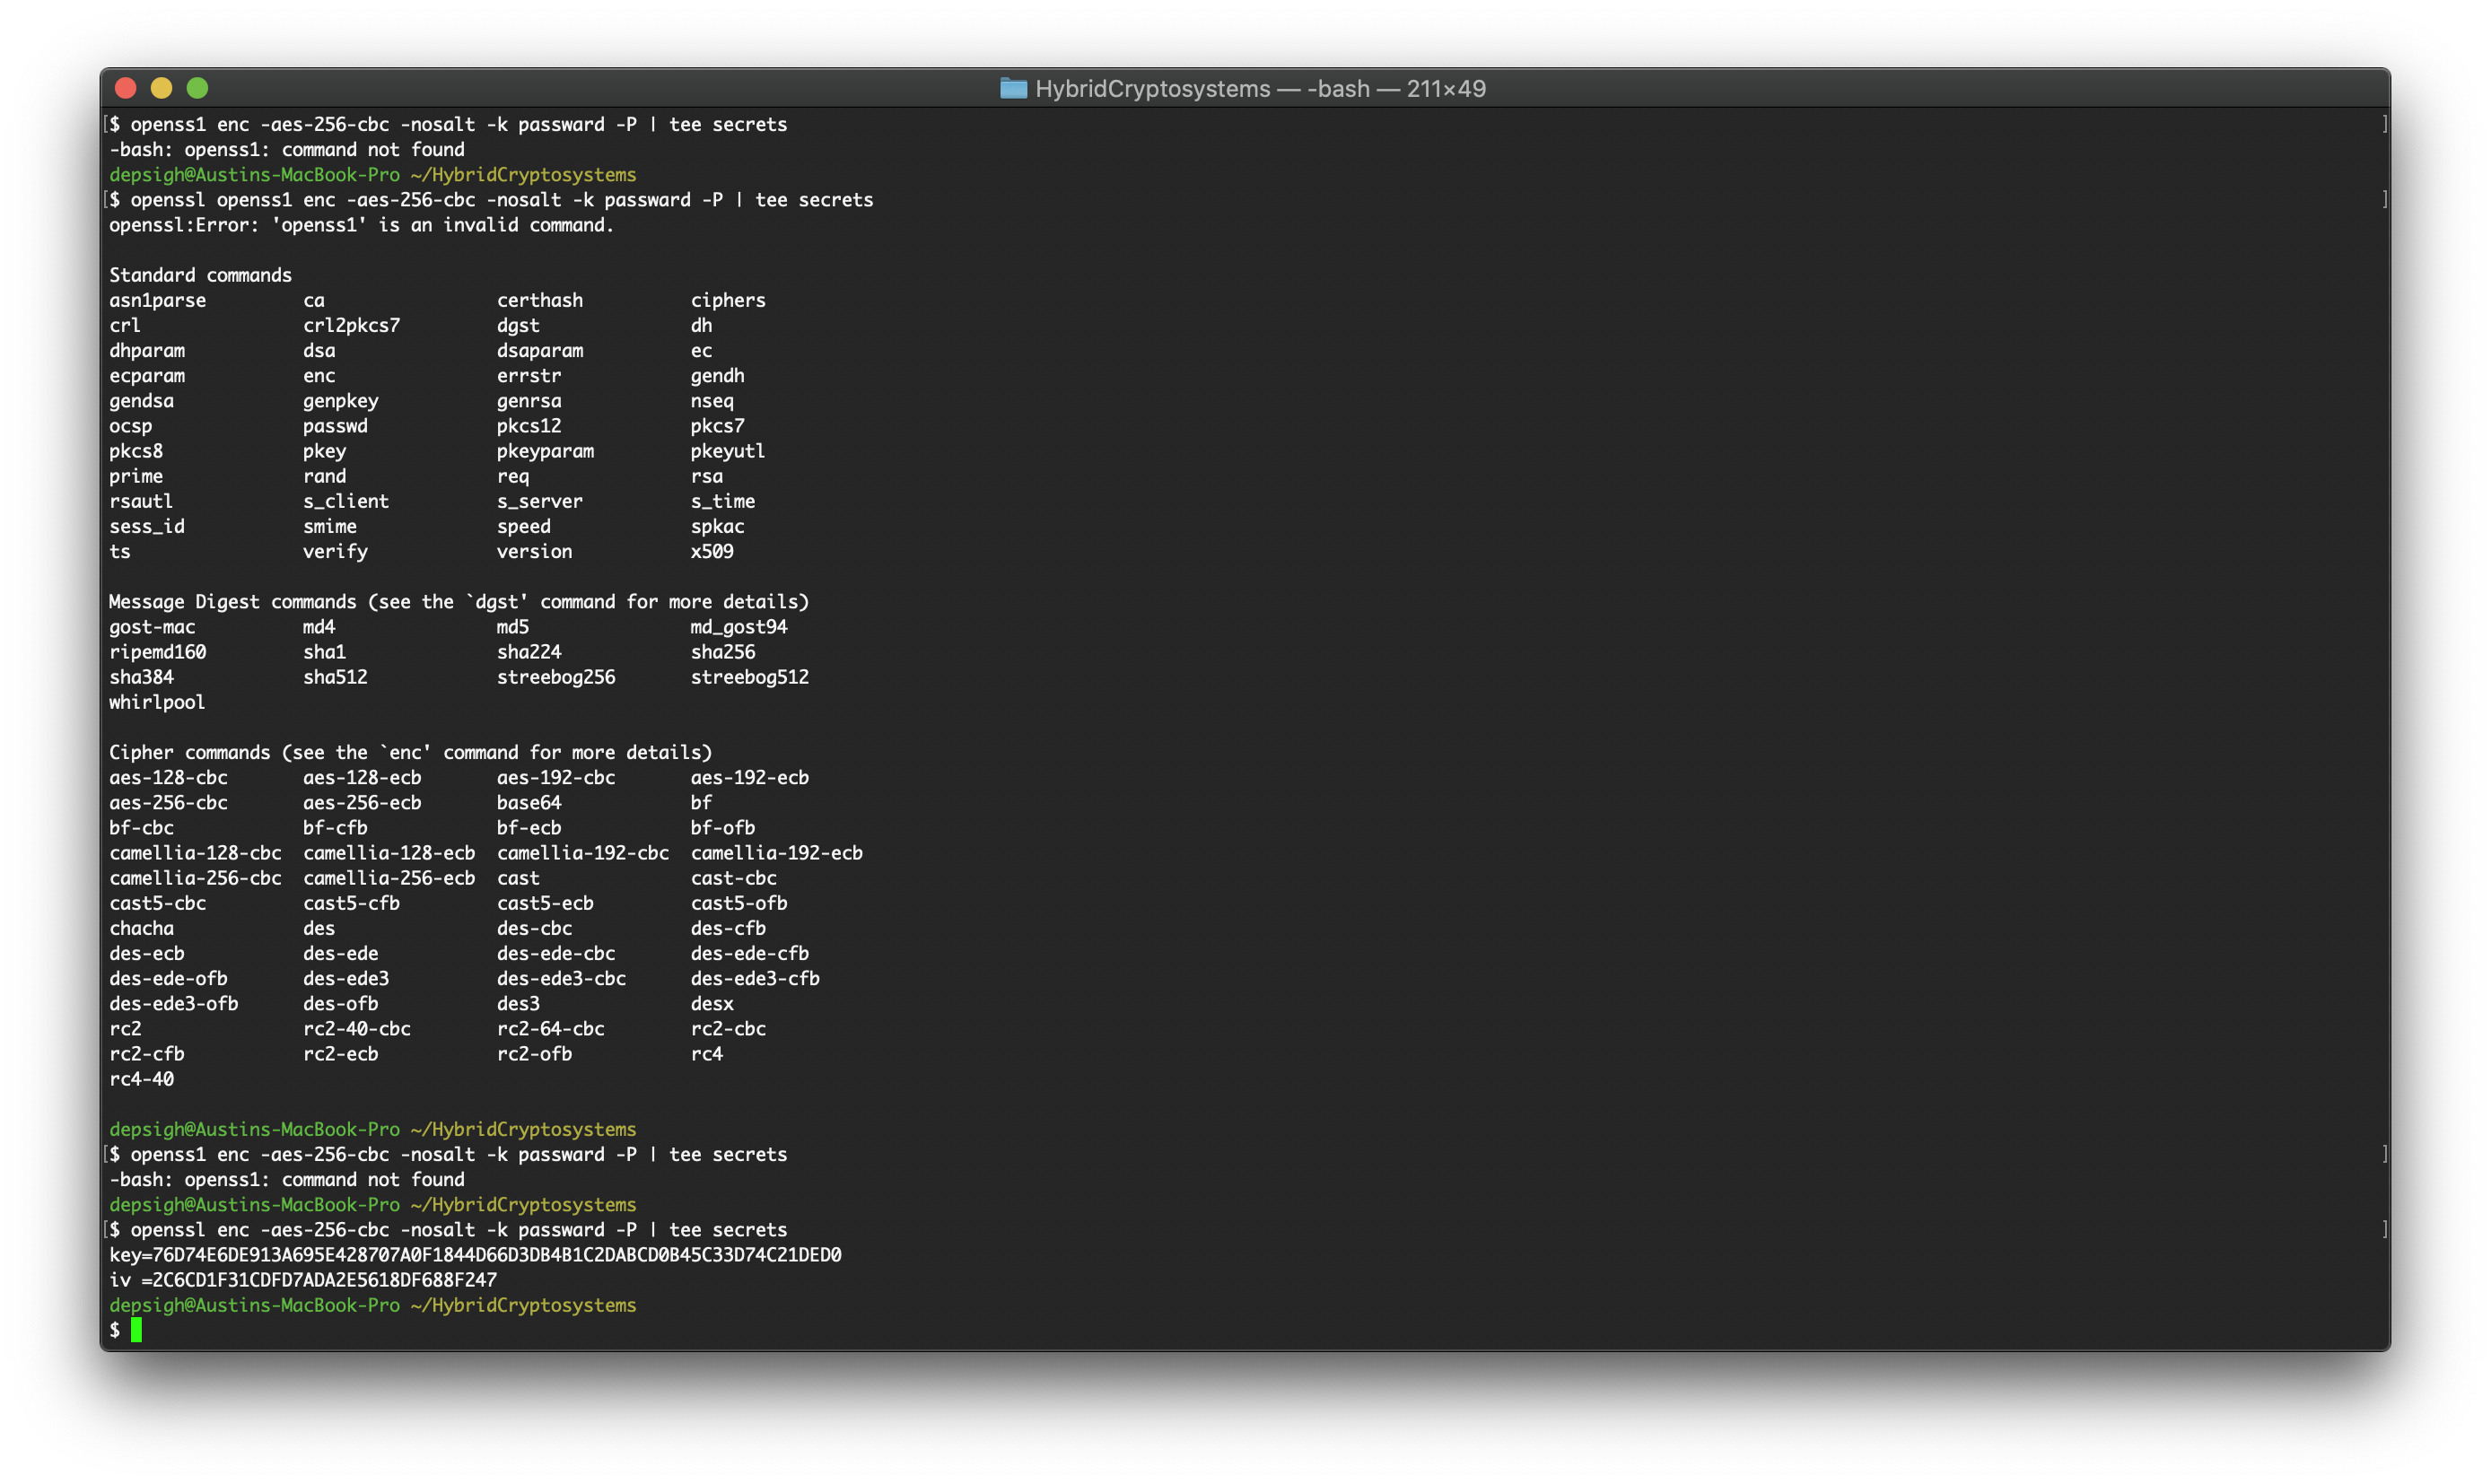 HybridCryptosystems — -bash — 211×49
[$ openss1 enc -aes-256-cbc -nosalt -k passward -P | tee secrets ]
-bash: openss1: command not found
depsigh@Austins-MacBook-Pro ~/HybridCryptosystems
[$ openssl openss1 enc -aes-256-cbc -nosalt -k passward -P | tee secrets ]
openssl:Error: 'openss1' is an invalid command.
Standard commands
asn1parse ca certhash ciphers
crl crl2pkcs7 dgst dh
dhparam dsa dsaparam ec
ecparam enc errstr gendh
gendsa genpkey genrsa nseq
ocsp passwd pkcs12 pkcs7
pkcs8 pkey pkeyparam pkeyutl
prime rand req rsa
rsautl s_client s_server s_time
sess_id smime speed spkac
ts verify version x509
Message Digest commands (see the `dgst' command for more details)
gost-mac md4 md5 md_gost94
ripemd160 sha1 sha224 sha256
sha384 sha512 streebog256 streebog512
whirlpool
Cipher commands (see the `enc' command for more details)
aes-128-cbc aes-128-ecb aes-192-cbc aes-192-ecb
aes-256-cbc aes-256-ecb base64 bf
bf-cbc bf-cfb bf-ecb bf-ofb
camellia-128-cbc camellia-128-ecb camellia-192-cbc camellia-192-ecb
camellia-256-cbc camellia-256-ecb cast cast-cbc
cast5-cbc cast5-cfb cast5-ecb cast5-ofb
chacha des des-cbc des-cfb
des-ecb des-ede des-ede-cbc des-ede-cfb
des-ede-ofb des-ede3 des-ede3-cbc des-ede3-cfb
des-ede3-ofb des-ofb des3 desx
rc2 rc2-40-cbc rc2-64-cbc rc2-cbc
rc2-cfb rc2-ecb rc2-ofb rc4
rc4-40
depsigh@Austins-MacBook-Pro ~/HybridCryptosystems
[$ openss1 enc -aes-256-cbc -nosalt -k passward -P | tee secrets ]
-bash: openss1: command not found
depsigh@Austins-MacBook-Pro ~/HybridCryptosystems
[$ openssl enc -aes-256-cbc -nosalt -k passward -P | tee secrets ]
key=76D74E6DE913A695E428707A0F1844D66D3DB4B1C2DABCD0B45C33D74C21DED0
iv =2C6CD1F31CDFD7ADA2E5618DF688F247
depsigh@Austins-MacBook-Pro ~/HybridCryptosystems
$